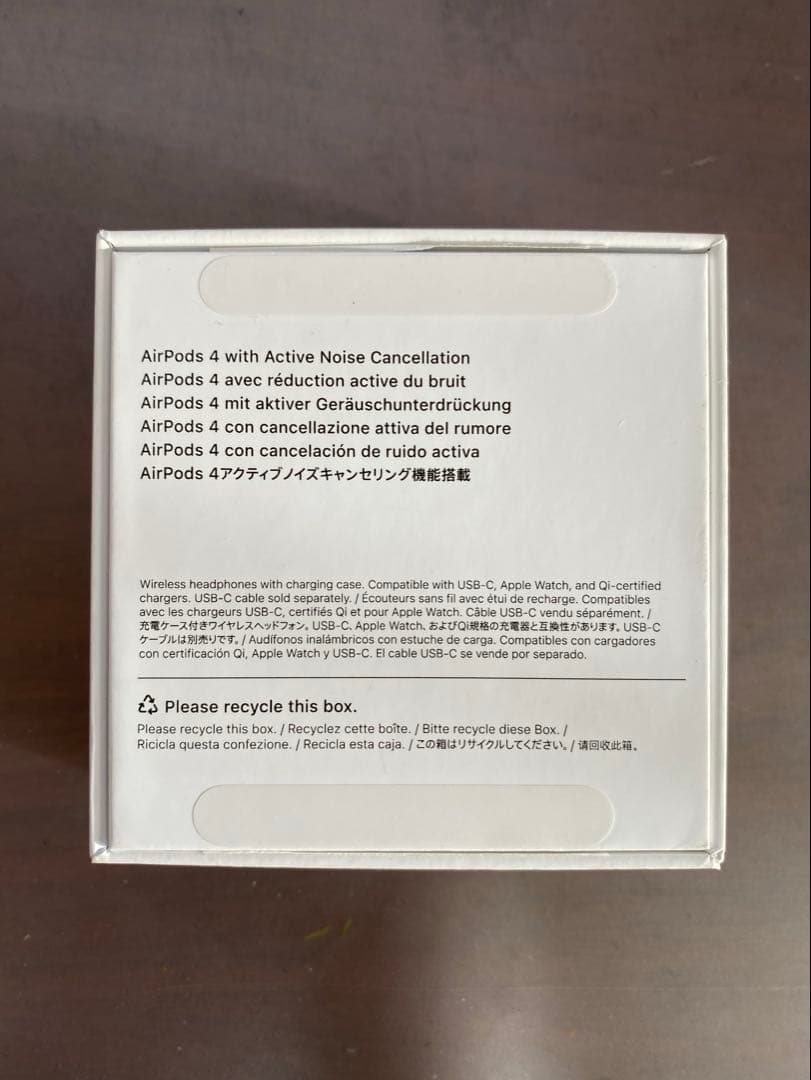 AirPods 4 with Active Noise Cancellation
AirPods 4 avec réduction active du bruit
AirPods 4 mit aktiver Geräuschunterdrückung
AirPods 4 con cancellazione attiva del rumore
AirPods 4 con cancelación de ruido activa
AirPods 4アクティブノイズキャンセリング機能搭載
Wireless headphones with charging case. Compatible with USB-C, Apple Watch, and Qi-certified
chargers. USB-C cable sold separately. / Écouteurs sans fil avec étui de recharge. Compatibles
avec les chargeurs USB-C, certifiés Qi et pour Apple Watch. Câble USB-C vendu séparément. /
充電ケース付きワイヤレスヘッドフォン。USB-C、Apple Watch、およびQi規格の充電器と互換性があります。USB-C
ケーブルは別売りです。/ Audífonos inalámbricos con estuche de carga. Compatibles con cargadores
con certificación Qi, Apple Watch y USB-C. El cable USB-C se vende por separado.
Please recycle this box.
Please recycle this box. / Recyclez cette boîte. / Bitte recycle diese Box. /
Ricicla questa confezione. / Recicla esta caja. / この箱はリサイクルしてください。/ 请回收此箱。